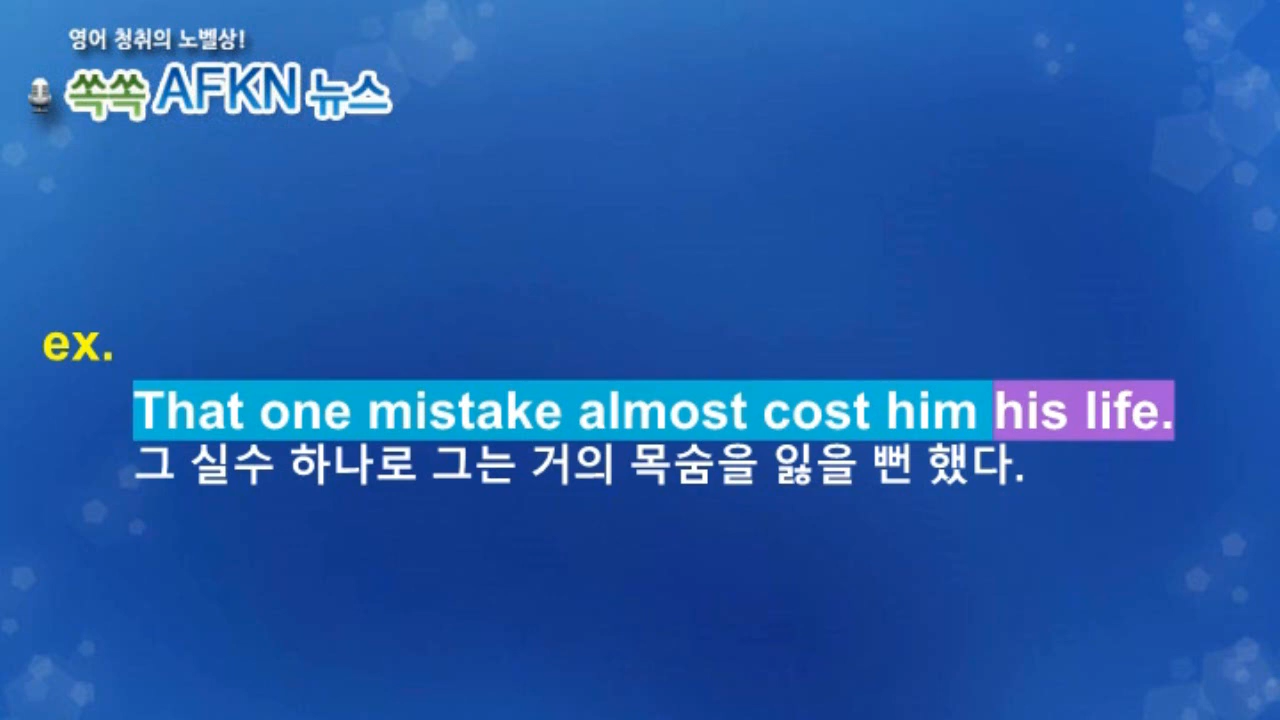 영어 청취의 노벨상!
쏙쏙 AFKN 뉴스
ex.
That one mistake almost cost him his life.
그 실수 하나로 그는 거의 목숨을 잃을 뻔 했다.